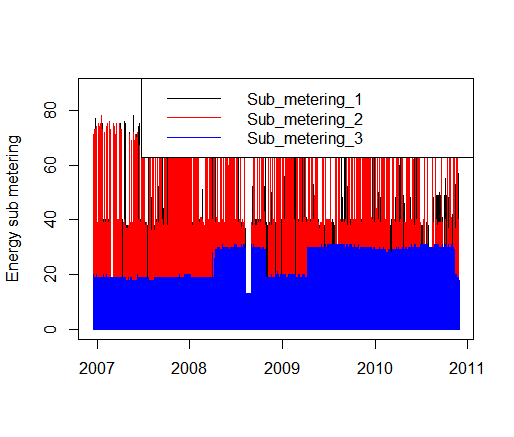 Sub_metering_1
Sub_metering_2
Sub_metering_3
Energy sub metering
80
60
40
20
0
2007 2008 2009 2010 2011